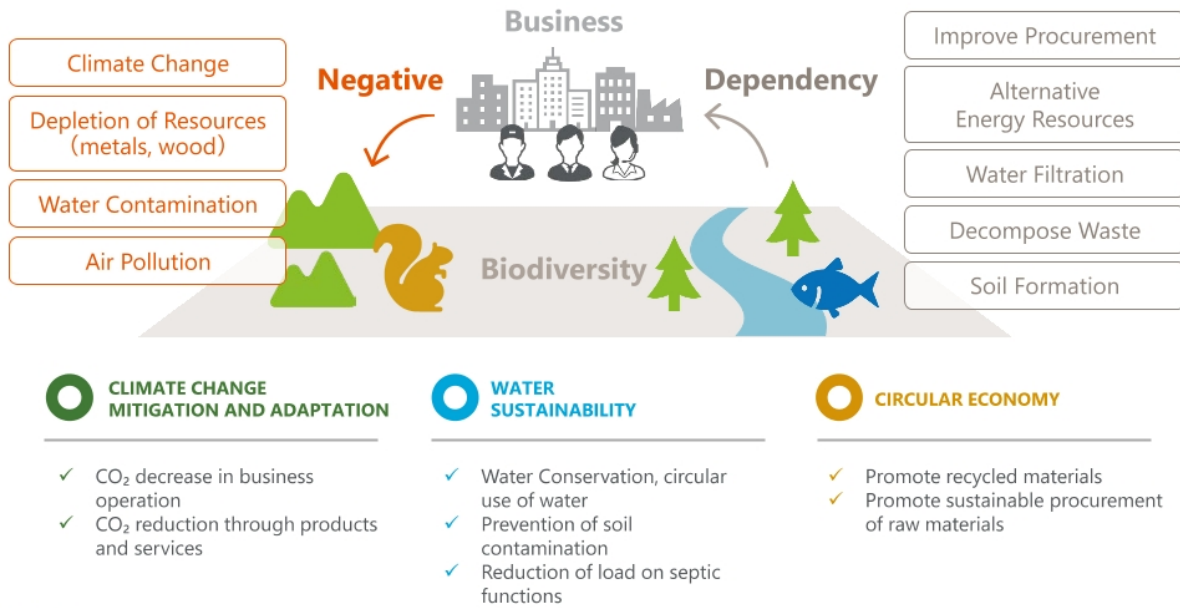 Business
Climate Change
Depletion of Resources
(metals, wood)
Water Contamination
Air Pollution
Negative
Dependency
Improve Procurement
Alternative
Energy Resources
Water Filtration
Decompose Waste
Soil Formation
Biodiversity
CLIMATE CHANGE
MITIGATION AND ADAPTATION
✓ CO₂ decrease in business
operation
✓ CO₂ reduction through products
and services
WATER
SUSTAINABILITY
✓ Water Conservation, circular
use of water
✓ Prevention of soil
contamination
✓ Reduction of load on septic
functions
CIRCULAR ECONOMY
✓ Promote recycled materials
✓ Promote sustainable procurement
of raw materials